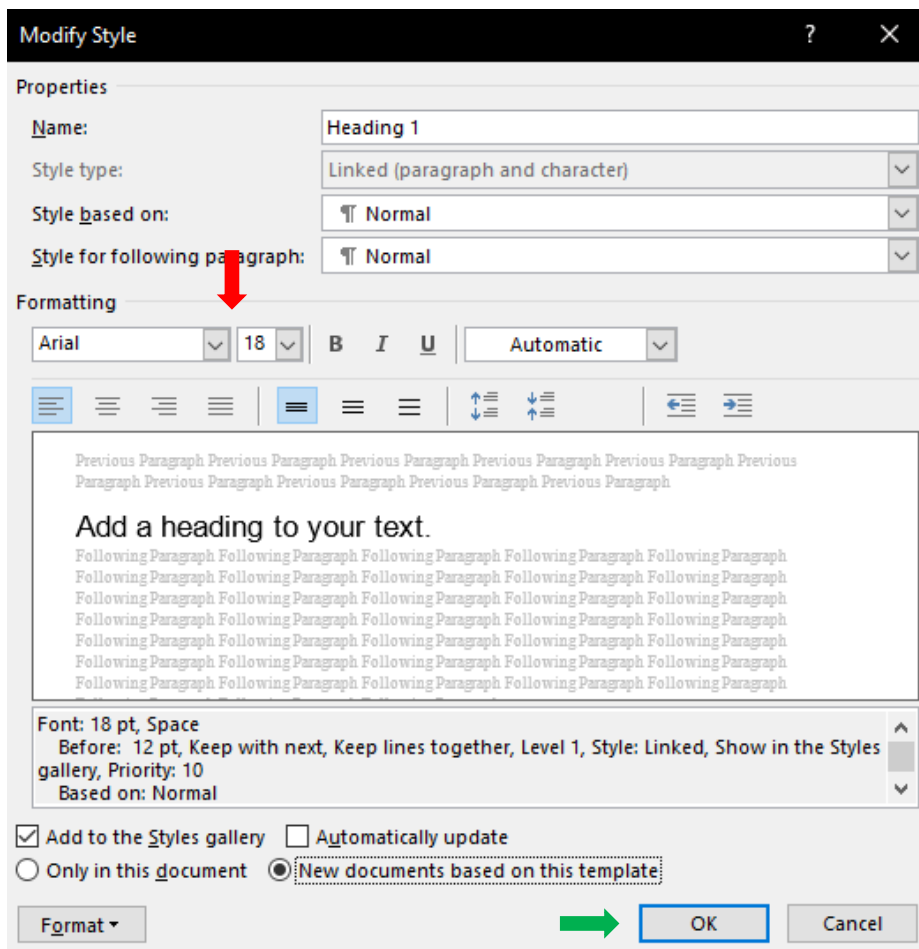 Modify Style ?
Properties
Name: Heading 1
Style type: Linked (paragraph and character)
Style based on: ¶ Normal
Style for following paragraph: ¶ Normal
Formatting
Arial 18 B I U Automatic
Previous Paragraph Previous Paragraph Previous Paragraph Previous Paragraph Previous Paragraph Previous
Paragraph Previous Paragraph Previous Paragraph Previous Paragraph Previous Paragraph
Add a heading to your text.
Following Paragraph Following Paragraph Following Paragraph Following Paragraph Following Paragraph
Following Paragraph Following Paragraph Following Paragraph Following Paragraph Following Paragraph
Following Paragraph Following Paragraph Following Paragraph Following Paragraph Following Paragraph
Following Paragraph Following Paragraph Following Paragraph Following Paragraph Following Paragraph
Following Paragraph Following Paragraph Following Paragraph Following Paragraph Following Paragraph
Following Paragraph Following Paragraph Following Paragraph Following Paragraph Following Paragraph
Following Paragraph Following Paragraph Following Paragraph Following Paragraph Following Paragraph
Font: 18 pt, Space
Before: 12 pt, Keep with next, Keep lines together, Level 1, Style: Linked, Show in the Styles
gallery, Priority: 10
Based on: Normal
Add to the Styles gallery Automatically update
Only in this document New documents based on this template
Format OK Cancel